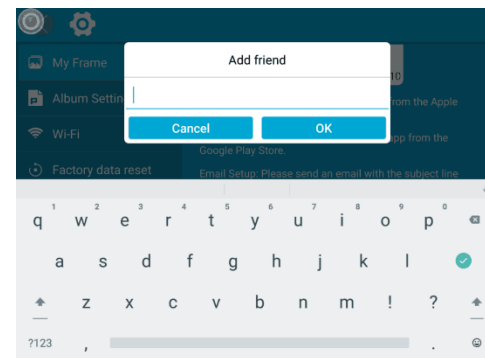 Add friend
My Frame
10
Album Settin
rom the Apple
Cancel
OK
Wi-Fi
pp from the
Google Play Store.
Factory data reset
Email Setup: Please send an email with the subject line
1 2 3 4 5 6 7 8 9 0
q w e r t y u i o p
a s d f g h j k l
z x c v b n m ! ?
?123 , .